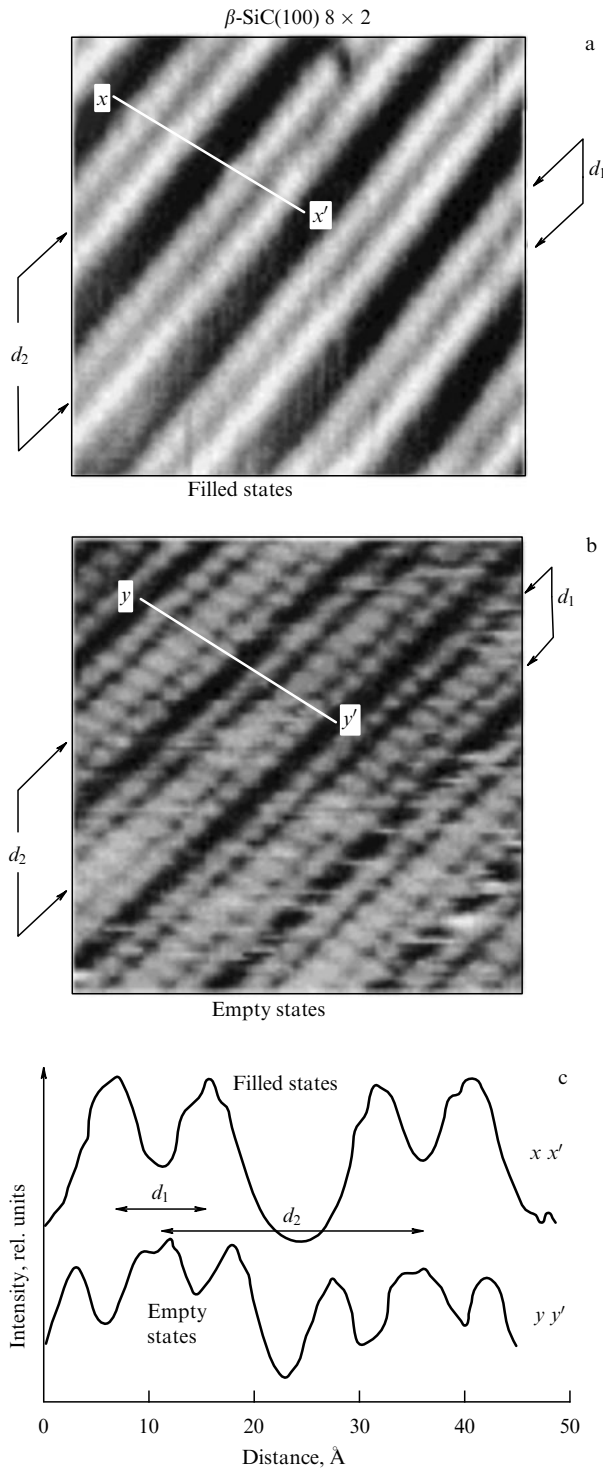 β-SiC(100) 8 × 2
a
x
x′
d₁
d₂
Filled states
b
y
y′
d₁
d₂
Empty states
c
Filled states
x x′
d₁
d₂
Empty
states
y y′
Intensity, rel. units
0 10 20 30 40 50
Distance, Å